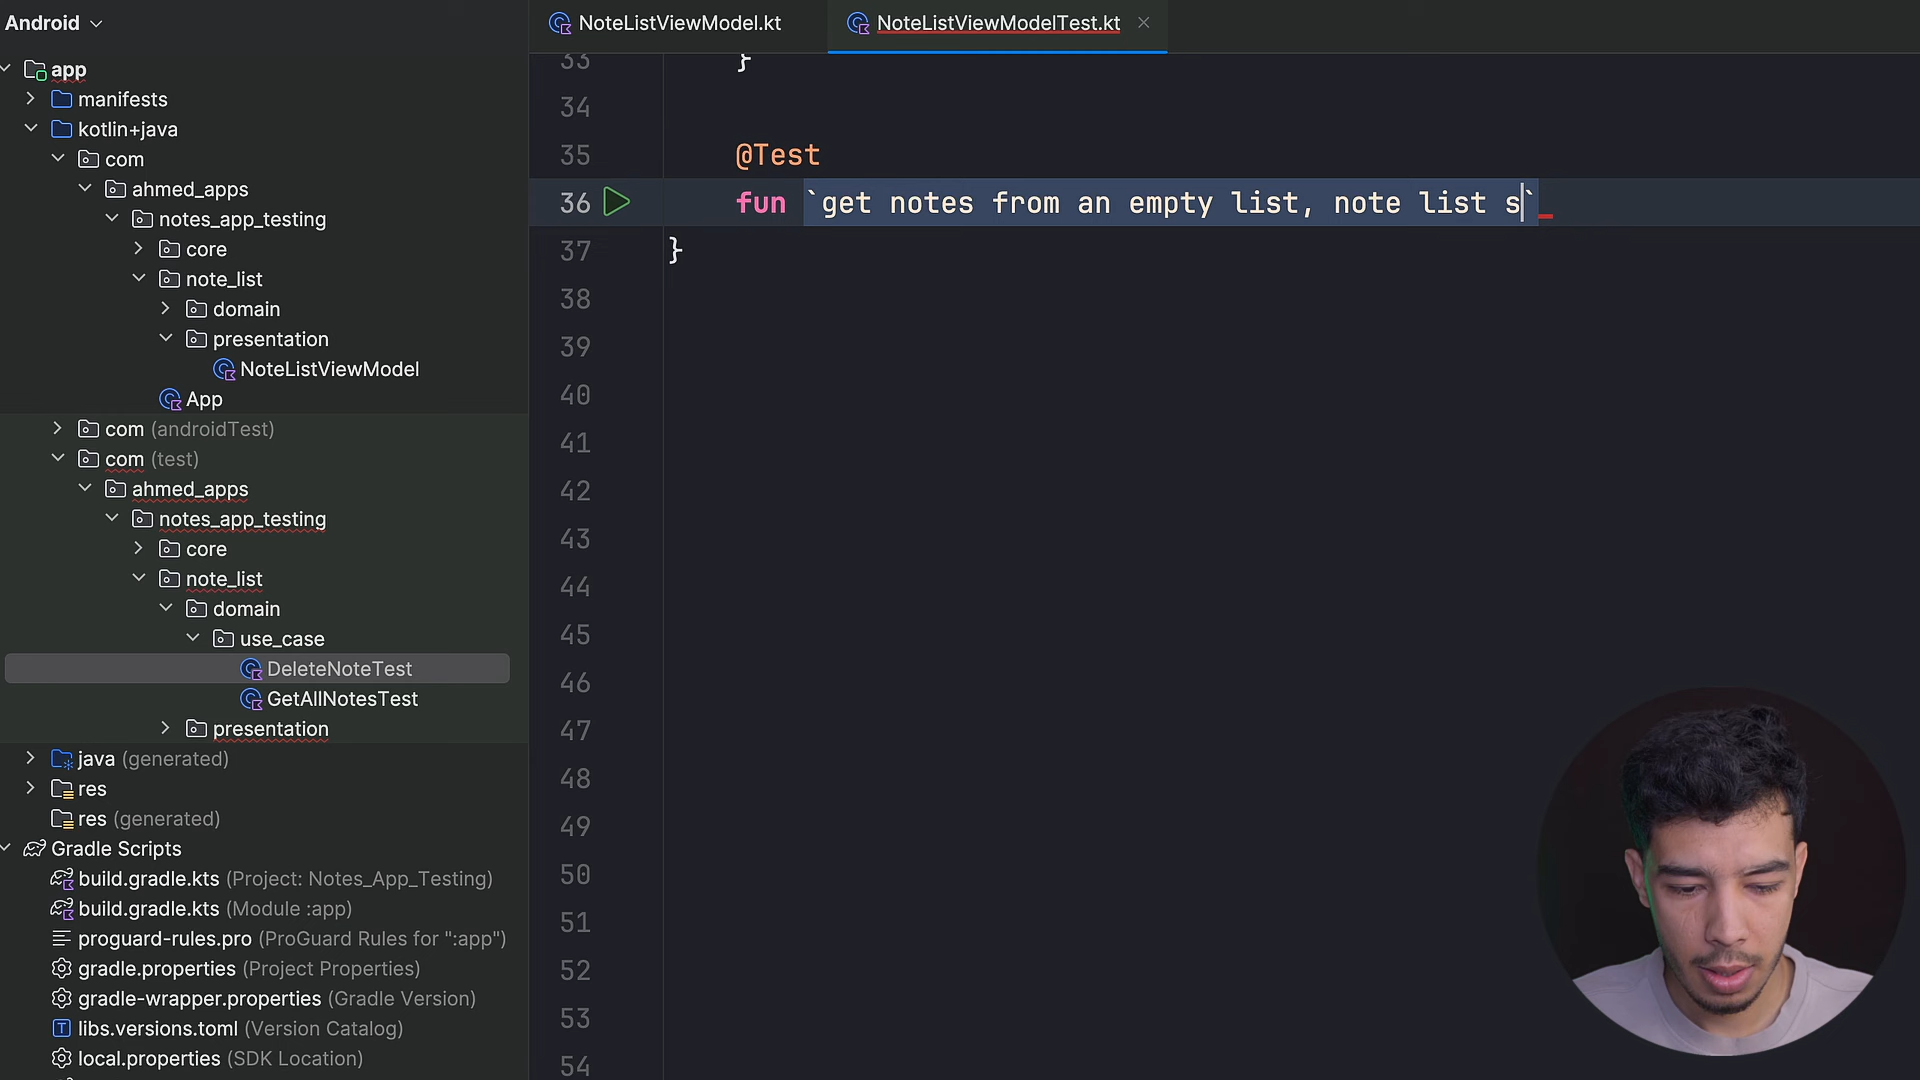 Android
app
manifests
kotlin+java
com
ahmed_apps
notes_app_testing
core
note_list
domain
presentation
NoteListViewModel
App
com (androidTest)
com (test)
ahmed_apps
notes_app_testing
core
note_list
domain
use_case
DeleteNoteTest
GetAllNotesTest
presentation
java (generated)
res
res (generated)
Gradle Scripts
build.gradle.kts (Project: Notes_App_Testing)
build.gradle.kts (Module :app)
proguard-rules.pro (ProGuard Rules for ":app")
gradle.properties (Project Properties)
gradle-wrapper.properties (Gradle Version)
libs.versions.toml (Version Catalog)
local.properties (SDK Location)
NoteListViewModel.kt NoteListViewModelTest.kt
33 }
34
35 @Test
36 fun `get notes from an empty list, note list s`
37 }
38
39
40
41
42
43
44
45
46
47
48
49
50
51
52
53
54